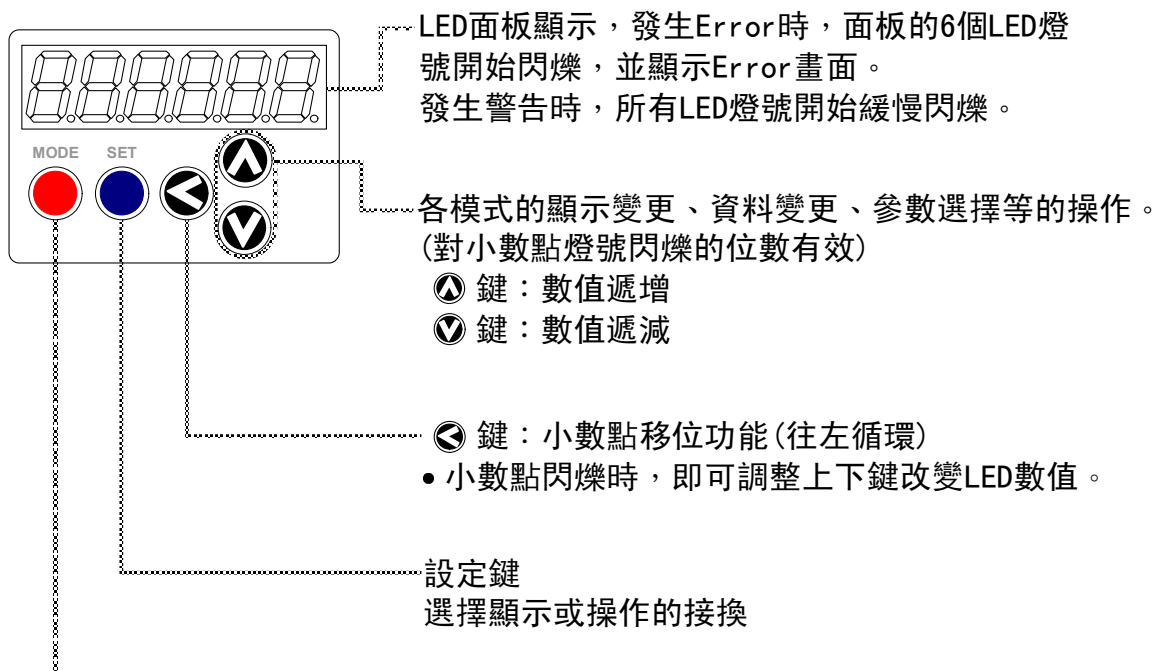 LED面板顯示，發生Error時，面板的6個LED燈
號開始閃爍，並顯示Error畫面。
發生警告時，所有LED燈號開始緩慢閃爍。
MODE SET
各模式的顯示變更、資料變更、參數選擇等的操作。
(對小數點燈號閃爍的位數有效)
鍵：數值遞增
鍵：數值遞減
鍵：小數點移位功能(往左循環)
• 小數點閃爍時，即可調整上下鍵改變LED數值。
設定鍵
選擇顯示或操作的接換